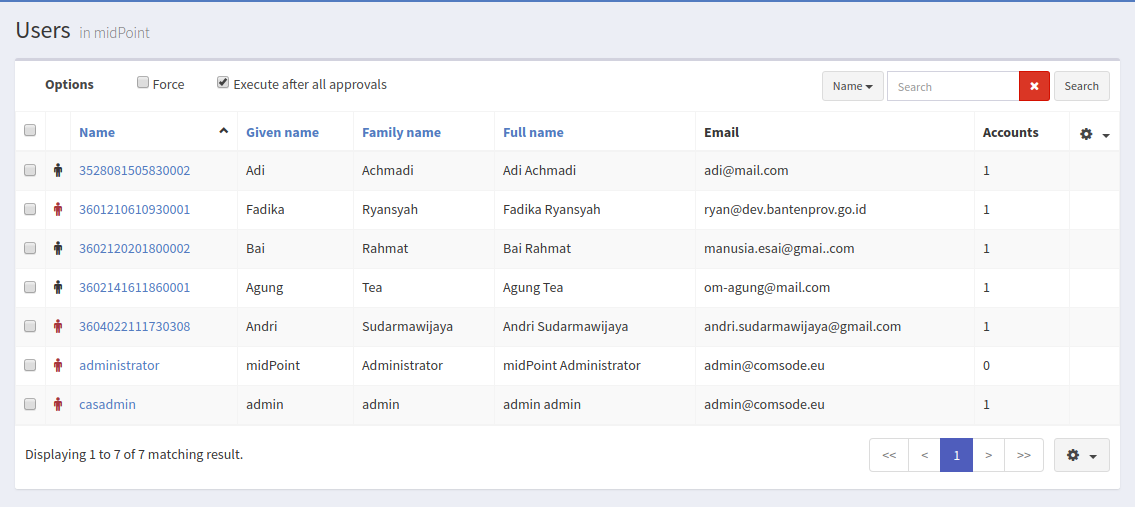 Users in midPoint
Options Force Execute after all approvals Name Search Search
Name Given name Family name Full name Email Accounts
3528081505830002 Adi Achmadi Adi Achmadi adi@mail.com 1
3601210610930001 Fadika Ryansyah Fadika Ryansyah ryan@dev.bantenprov.go.id 1
3602120201800002 Bai Rahmat Bai Rahmat manusia.esai@gmai..com 1
3602141611860001 Agung Tea Agung Tea om-agung@mail.com 1
3604022111730308 Andri Sudarmawijaya Andri Sudarmawijaya andri.sudarmawijaya@gmail.com 1
administrator midPoint Administrator midPoint Administrator admin@comsode.eu 0
casadmin admin admin admin admin admin@comsode.eu 1
Displaying 1 to 7 of 7 matching result. << < 1 > >>